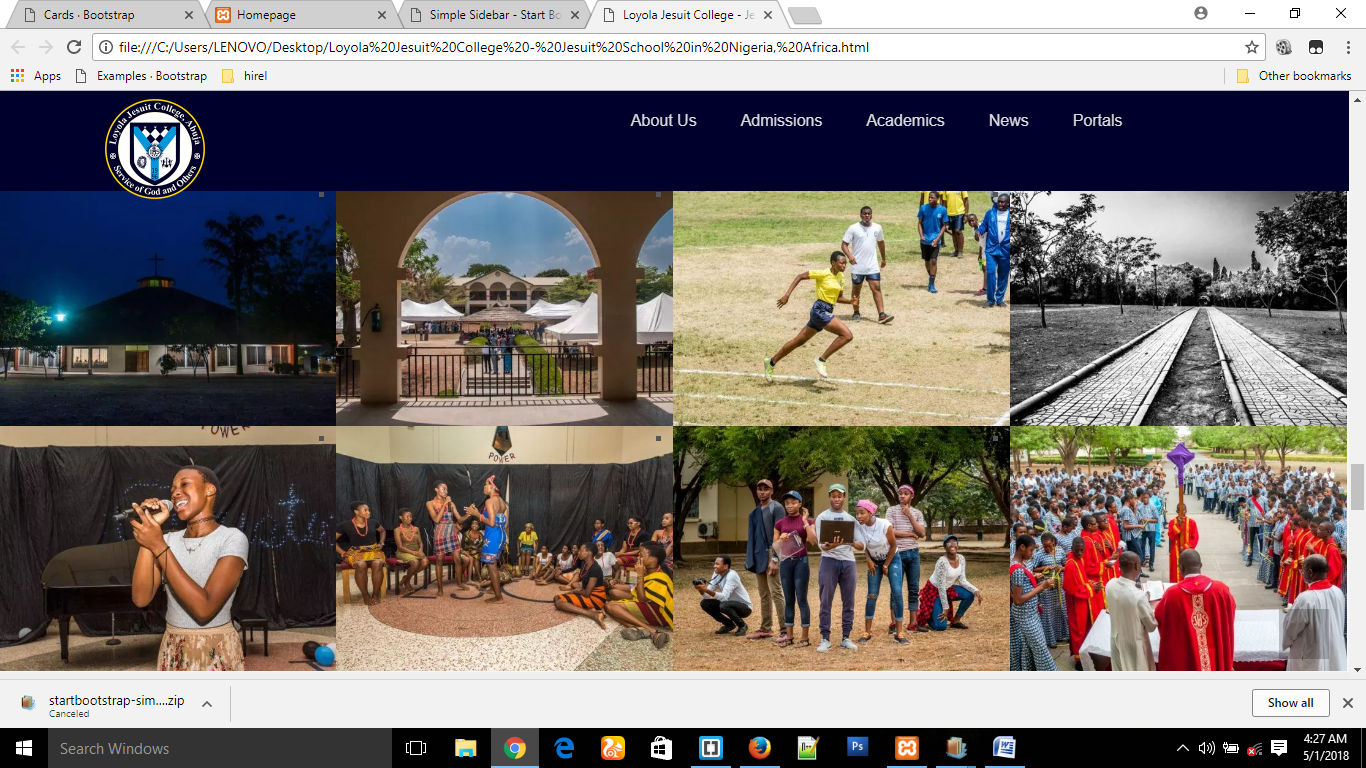 Cards · Bootstrap
Homepage
Simple Sidebar - Start Bo
Loyola Jesuit College - Je
file:///C:/Users/LENOVO/Desktop/Loyola%20Jesuit%20College%20-%20Jesuit%20School%20in%20Nigeria,%20Africa.html
Apps
Examples · Bootstrap
hirel
Other bookmarks
Loyola Jesuit College, Abuja
Service of God and Others
About Us
Admissions
Academics
News
Portals
POWER
POWER
startbootstrap-sim....zip
Canceled
Show all
Search Windows
Ps
4:27 AM
5/1/2018